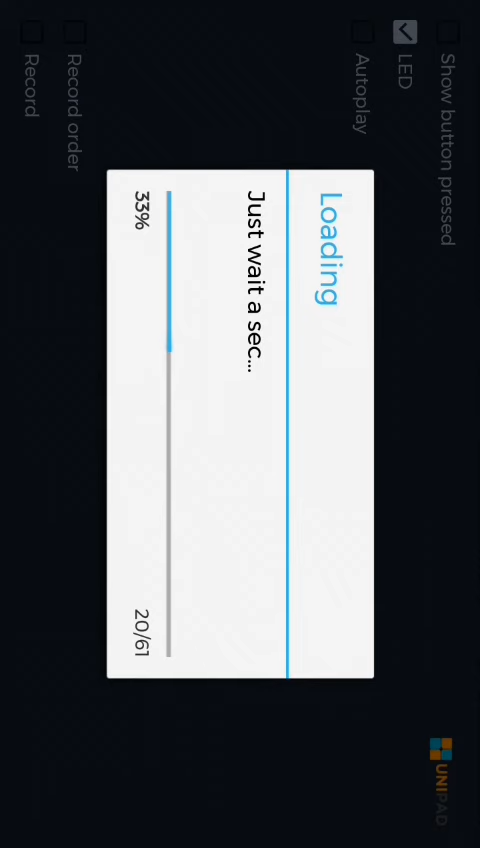 Show button pressed
LED
Autoplay
Record order
Record
Loading
Just wait a sec...
33%
20/61
UNIPAD